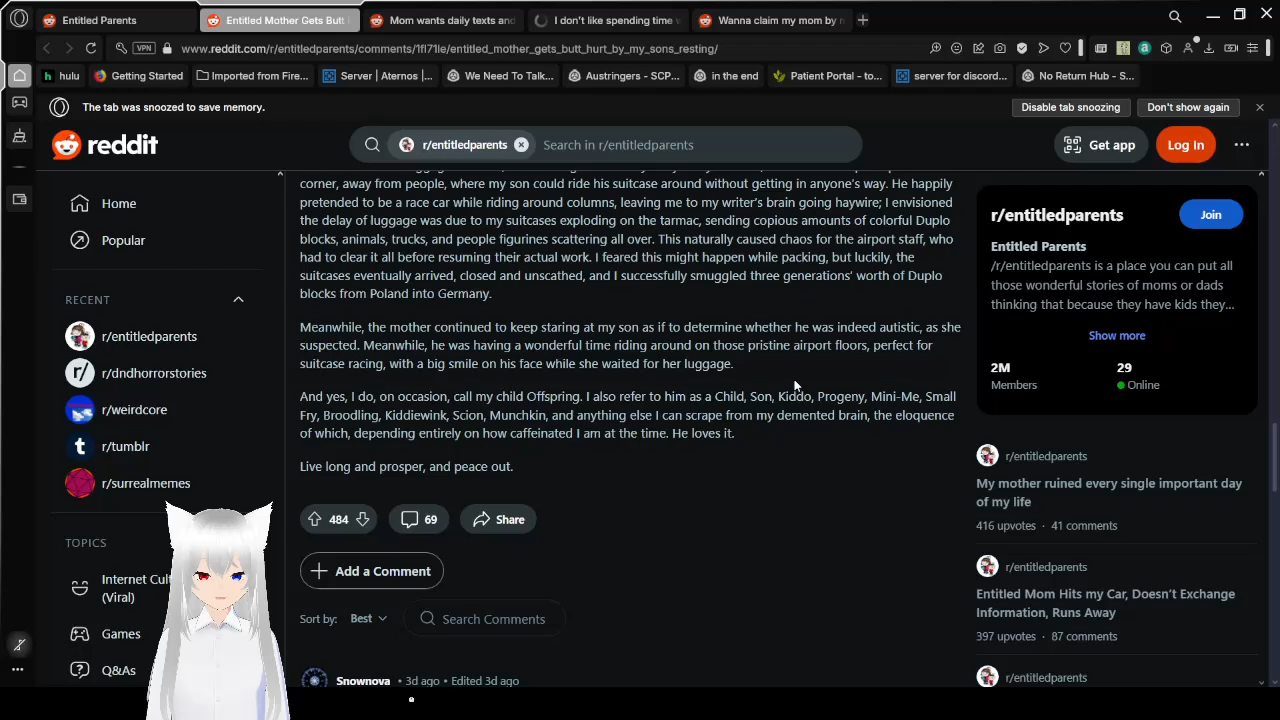 Entitled Parents
Entitled Mother Gets Butt
Mom wants daily texts and
I don't like spending time
Wanna claim my mom by
VPN
www.reddit.com/r/entitledparents/comments/1fl71le/entitled_mother_gets_butt_hurt_by_my_sons_resting/
hulu
Getting Started
Imported from Fire...
Server | Aternos |...
We Need To Talk...
Austringers - SCP...
in the end
Patient Portal - to...
server for discord...
No Return Hub - S...
The tab was snoozed to save memory.
Disable tab snoozing
Don't show again
reddit
r/entitledparents
Search in r/entitledparents
Get app
Log In
Home
Popular
RECENT
r/entitledparents
r/dndhorrorstories
r/weirdcore
r/tumblr
r/surrealmemes
TOPICS
Internet Cul
(Viral)
Games
Q&As
corner, away from people, where my son could ride his suitcase around without getting in anyone's way. He happily
pretended to be a race car while riding around columns, leaving me to my writer's brain going haywire; I envisioned
the delay of luggage was due to my suitcases exploding on the tarmac, sending copious amounts of colorful Duplo
blocks, animals, trucks, and people figurines scattering all over. This naturally caused chaos for the airport staff, who
had to clear it all before resuming their actual work. I feared this might happen while packing, but luckily, the
suitcases eventually arrived, closed and unscathed, and I successfully smuggled three generations' worth of Duplo
blocks from Poland into Germany.
Meanwhile, the mother continued to keep staring at my son as if to determine whether he was indeed autistic, as she
suspected. Meanwhile, he was having a wonderful time riding around on those pristine airport floors, perfect for
suitcase racing, with a big smile on his face while she waited for her luggage.
And yes, I do, on occasion, call my child Offspring. I also refer to him as a Child, Son, Kiddo, Progeny, Mini-Me, Small
Fry, Broodling, Kiddiewink, Scion, Munchkin, and anything else I can scrape from my demented brain, the eloquence
of which, depending entirely on how caffeinated I am at the time. He loves it.
Live long and prosper, and peace out.
484
69
Share
Add a Comment
Sort by:
Best
Search Comments
Snownova
• 3d ago • Edited 3d ago
r/entitledparents
Join
Entitled Parents
/r/entitledparents is a place you can put all
those wonderful stories of moms or dads
thinking that because they have kids they...
Show more
2M
29
Members
Online
r/entitledparents
My mother ruined every single important day
of my life
416 upvotes · 41 comments
r/entitledparents
Entitled Mom Hits my Car, Doesn't Exchange
Information, Runs Away
397 upvotes · 87 comments
r/entitledparents